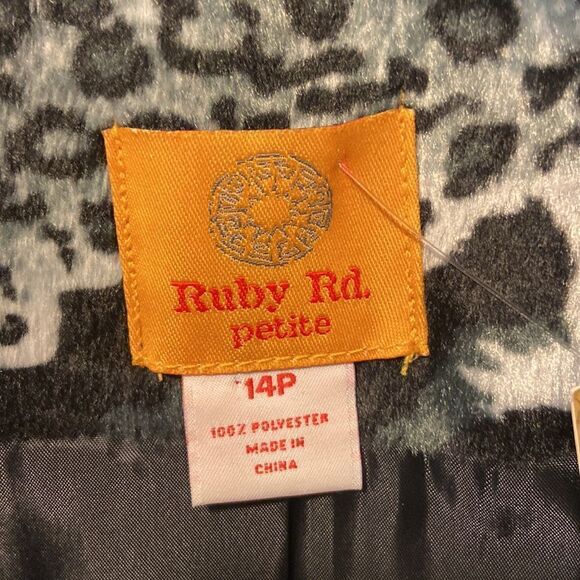 Ruby Rd.
petite
14P
100% POLYESTER
MADE IN
CHINA